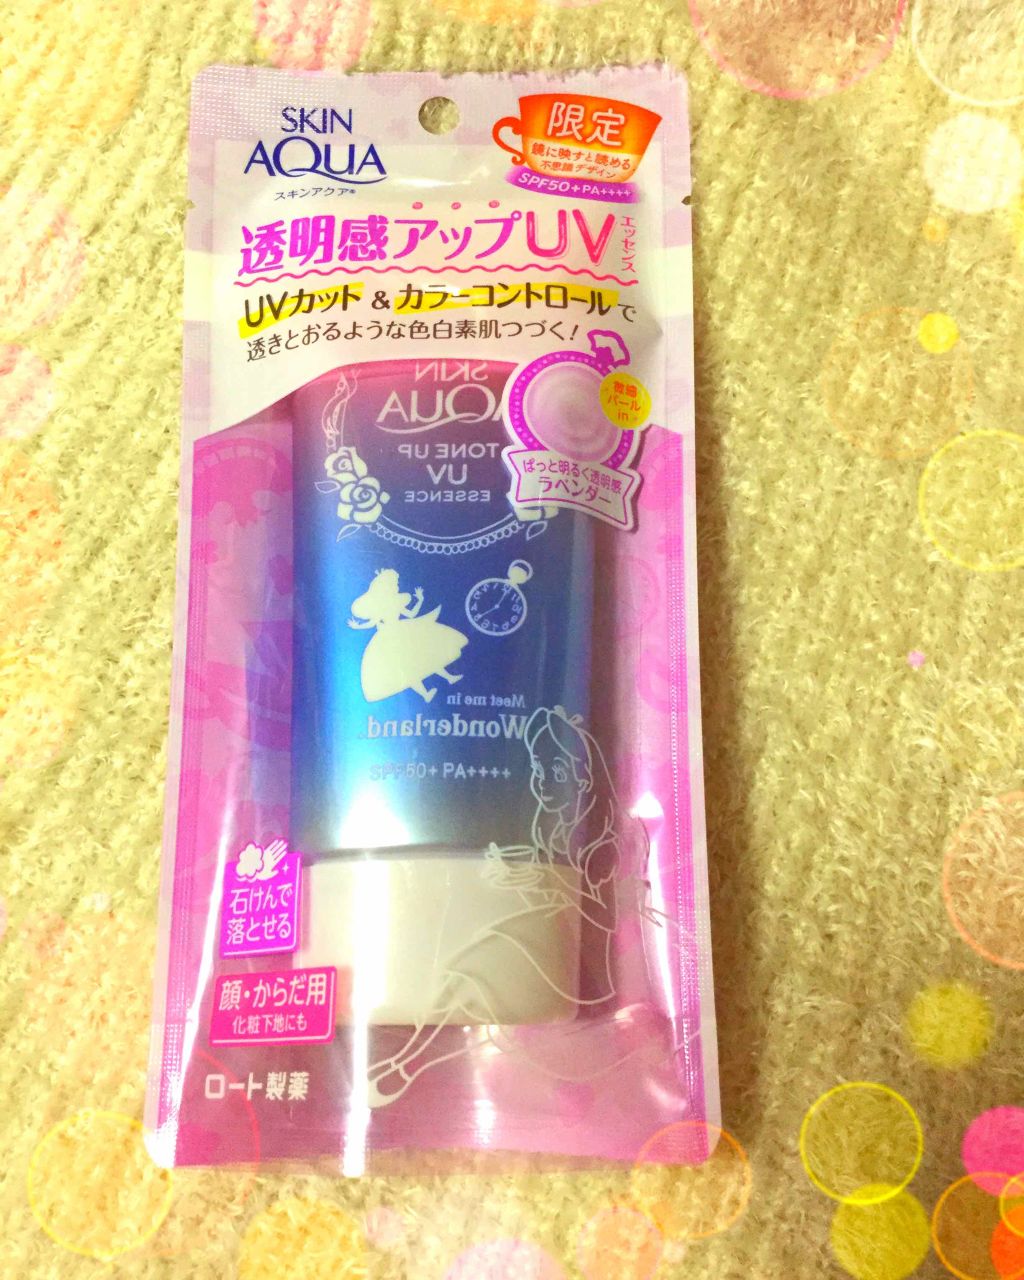 SKIN
AQUA
スキンアクア®
限定
鏡に映すと読める
不思議デザイン
SPF50+PA++++
透明感アップUV
エッセンス
UVカット & カラーコントロールで
透きとおるような色白素肌つづく!
微細
パール
in
ぱっと明るく透明感
ラベンダー
SKIN
AQUA
TONE UP
UV
ESSENCE
Meet me in
Wonderland.
SPF50+ PA++++
石けんで
落とせる
顔・からだ用
化粧下地にも
ロート製薬